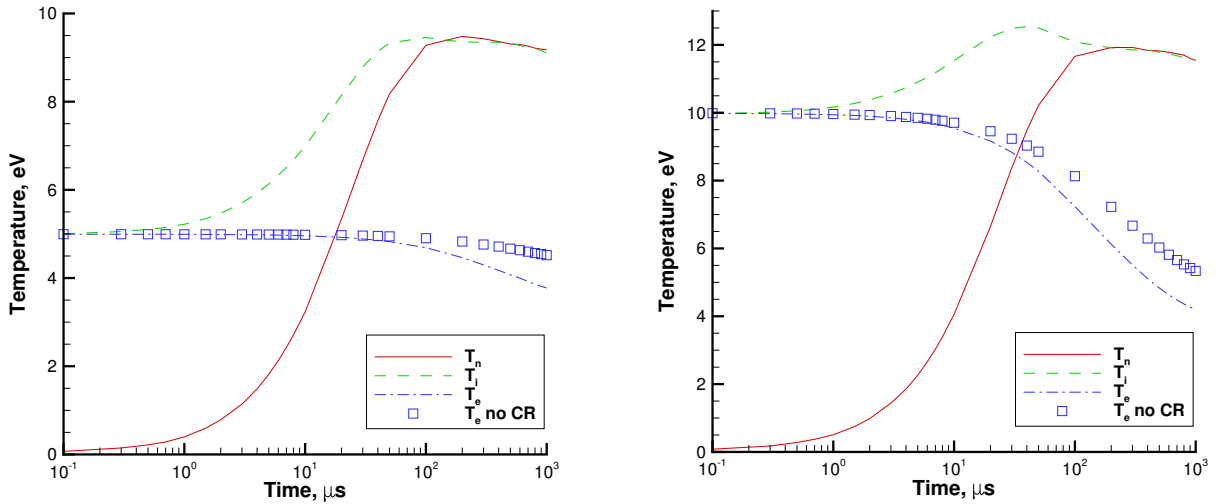 10
8
6
4
2
0
Temperature, eV
10⁻¹ 10⁰ 10¹ 10² 10³
Time, μs
Tₙ
Tᵢ
Tₑ
Tₑ no CR
12
10
8
6
4
2
0
Temperature, eV
10⁻¹ 10⁰ 10¹ 10² 10³
Time, μs
Tₙ
Tᵢ
Tₑ
Tₑ no CR